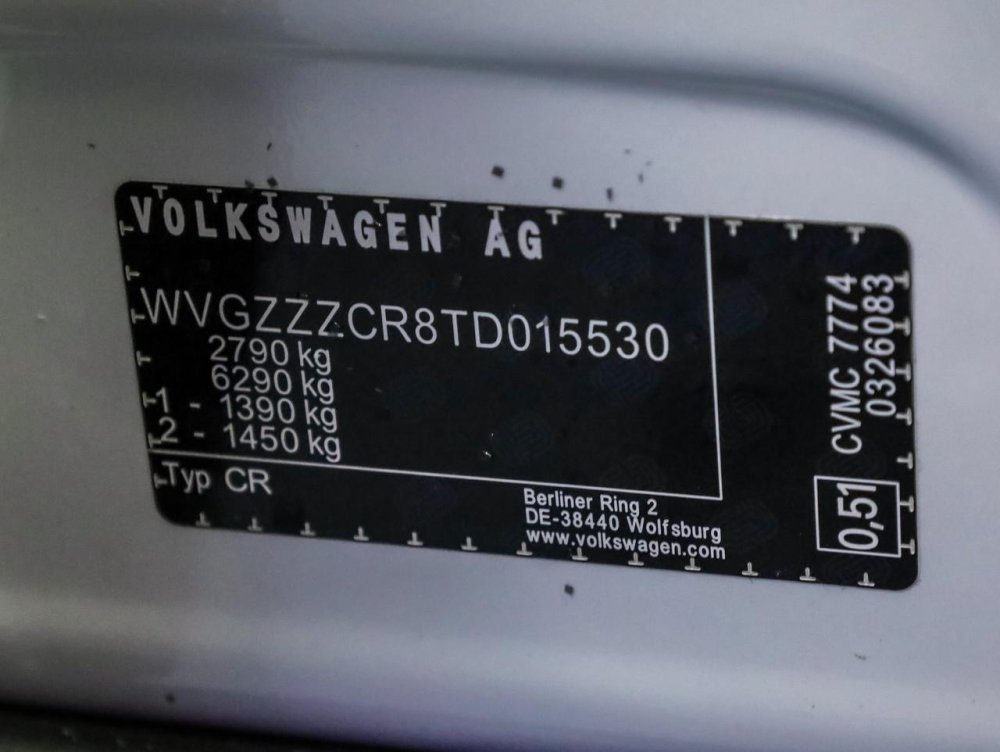 VOLKSWAGEN AG
WVGZZZCR8TD015530
2790 kg
6290 kg
1 - 1390 kg
2 - 1450 kg
Typ CR
Berliner Ring 2
DE-38440 Wolfsburg
www.volkswagen.com
CVMC 7774
0326083
0,51